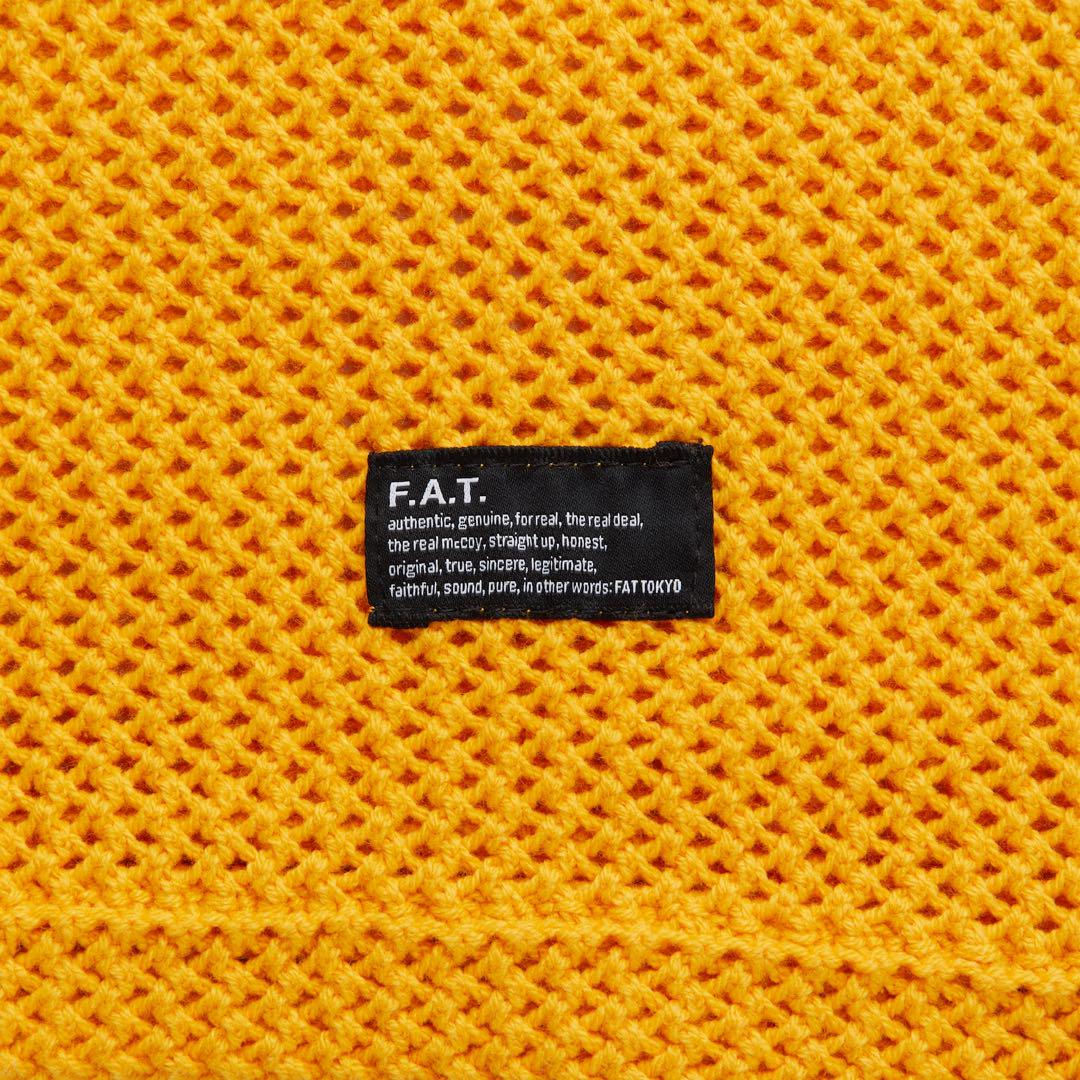 F.A.T.
authentic, genuine, for real, the real deal,
the real mccoy, straight up, honest,
original, true, sincere, legitimate,
faithful, sound, pure, in other words: FAT TOKYO